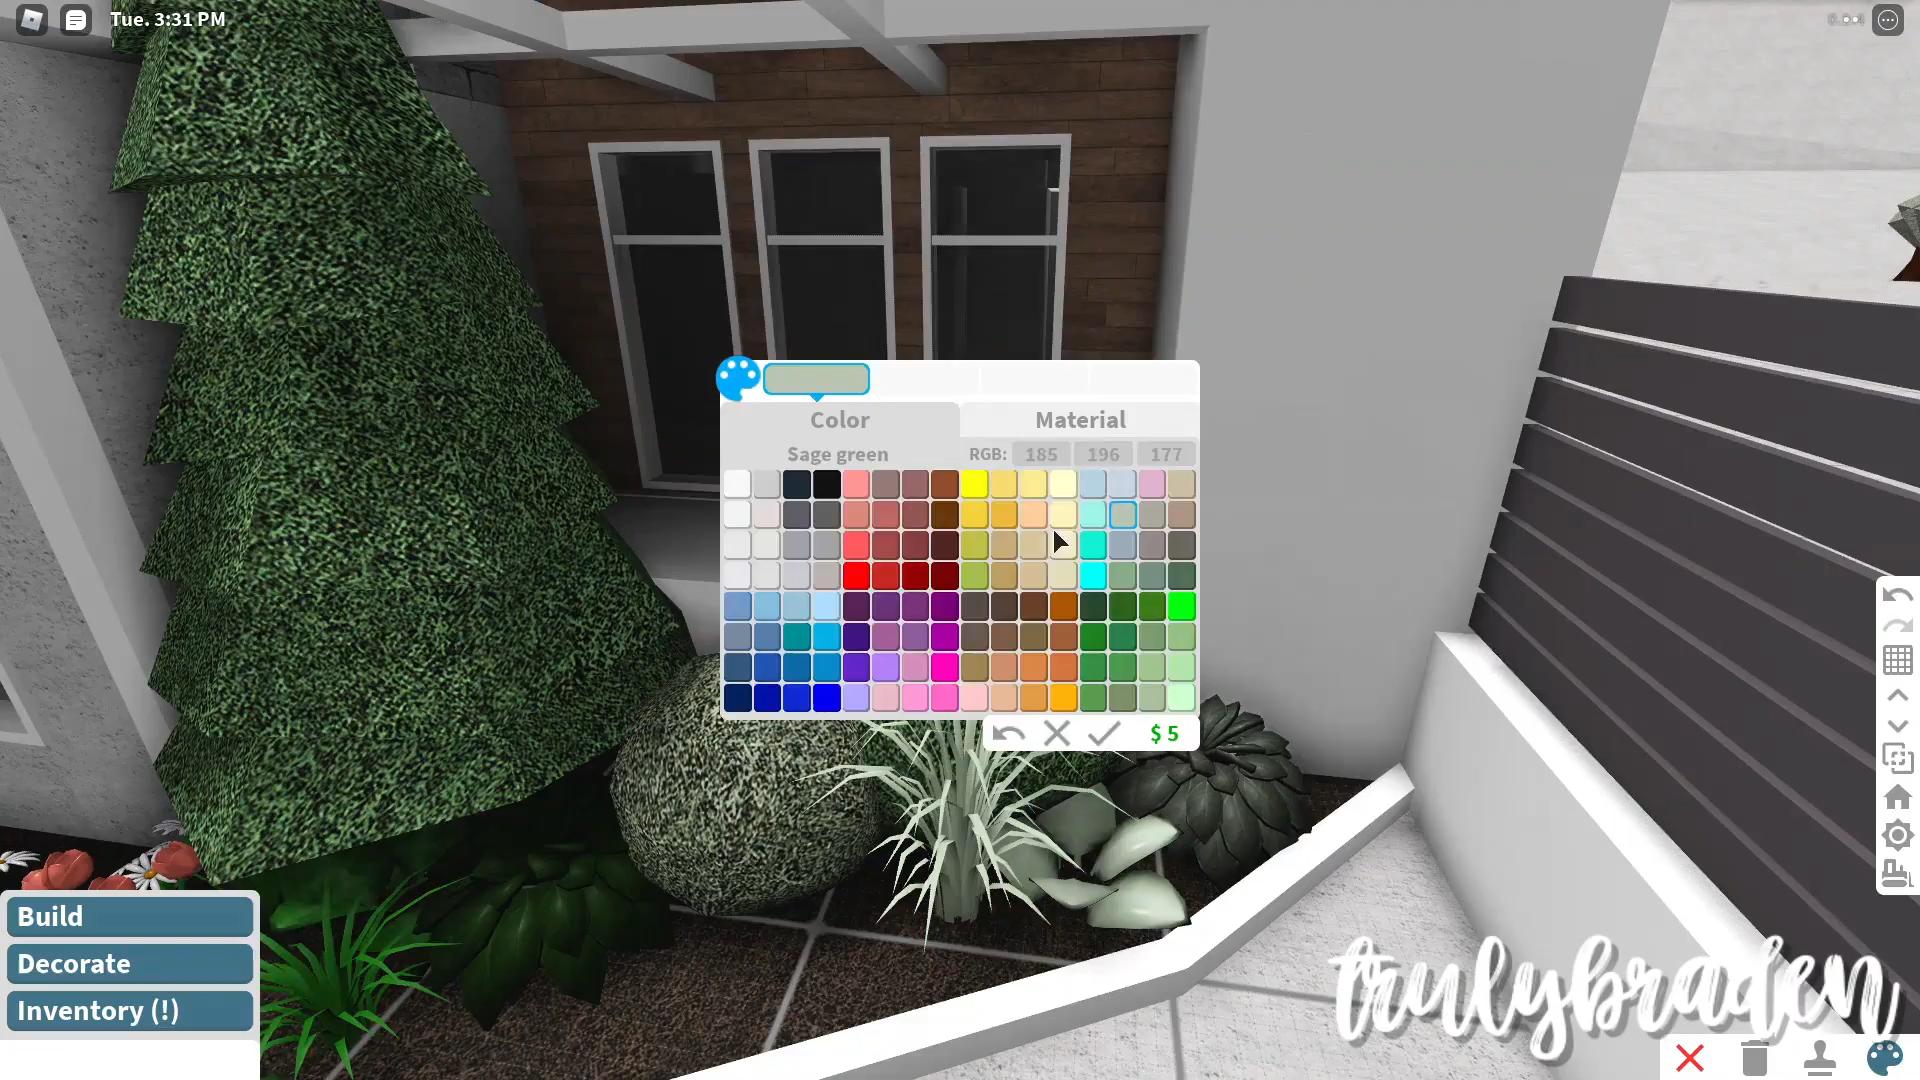 Tue. 3:31 PM
Color
Material
Sage green
RGB: 185 196 177
$ 5
Build
Decorate
Inventory (!)
trulybraden